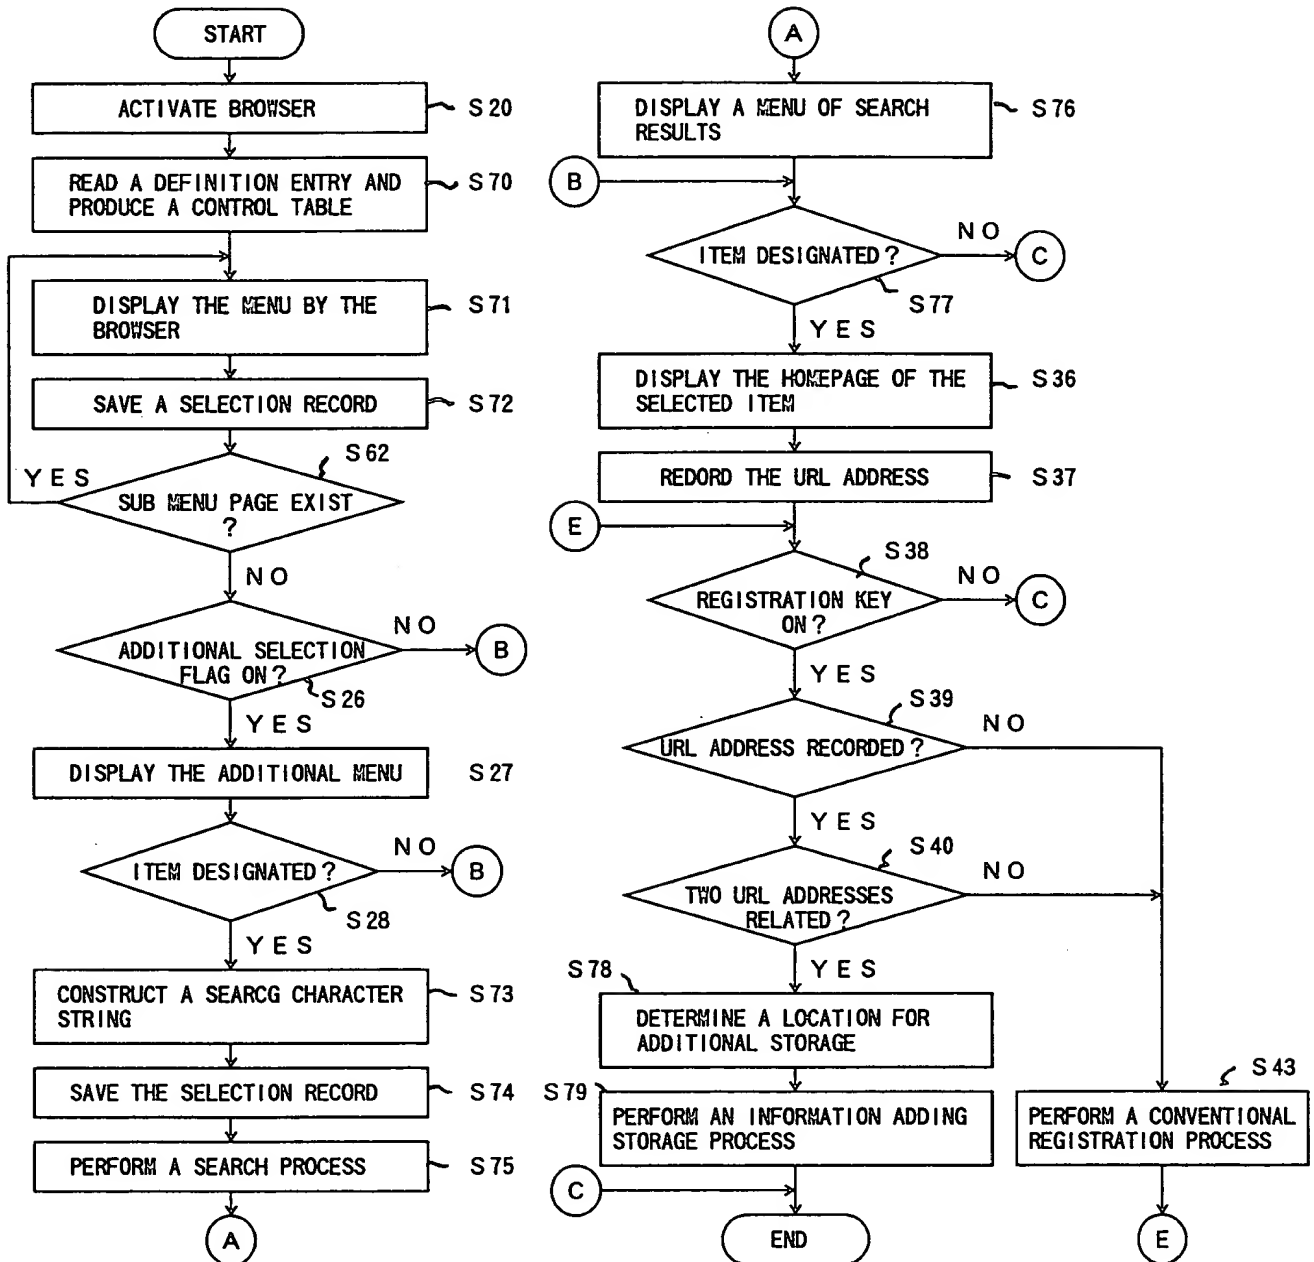 START
ACTIVATE BROWSER
S20
READ A DEFINITION ENTRY AND
PRODUCE A CONTROL TABLE
S70
DISPLAY THE MENU BY THE
BROWSER
S71
SAVE A SELECTION RECORD
S72
S62
YES
SUB MENU PAGE EXIST
?
NO
ADDITIONAL SELECTION
FLAG ON?
NO
B
S26
YES
DISPLAY THE ADDITIONAL MENU
S27
ITEM DESIGNATED?
NO
B
S28
YES
CONSTRUCT A SEARCG CHARACTER
STRING
S73
SAVE THE SELECTION RECORD
S74
PERFORM A SEARCH PROCESS
S75
A
A
DISPLAY A MENU OF SEARCH
RESULTS
S76
B
ITEM DESIGNATED?
NO
C
S77
YES
DISPLAY THE HOMEPAGE OF THE
SELECTED ITEM
S36
REDORD THE URL ADDRESS
S37
E
S38
REGISTRATION KEY
ON?
NO
C
YES
S39
URL ADDRESS RECORDED?
NO
YES
S40
TWO URL ADDRESSES
RELATED?
NO
YES
S78
DETERMINE A LOCATION FOR
ADDITIONAL STORAGE
S79
PERFORM AN INFORMATION ADDING
STORAGE PROCESS
C
END
S43
PERFORM A CONVENTIONAL
REGISTRATION PROCESS
E